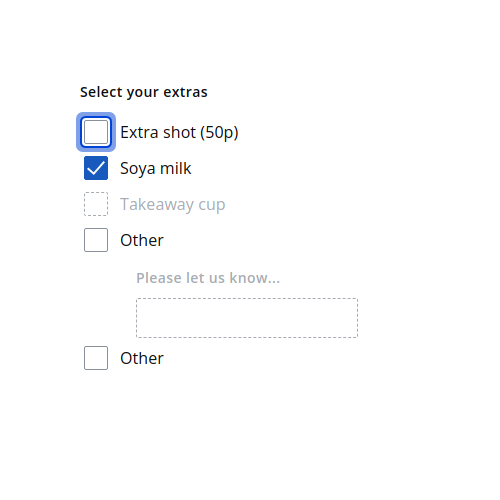 Select your extras
Extra shot (50p)
Soya milk
Takeaway cup
Other
Please let us know...
Other